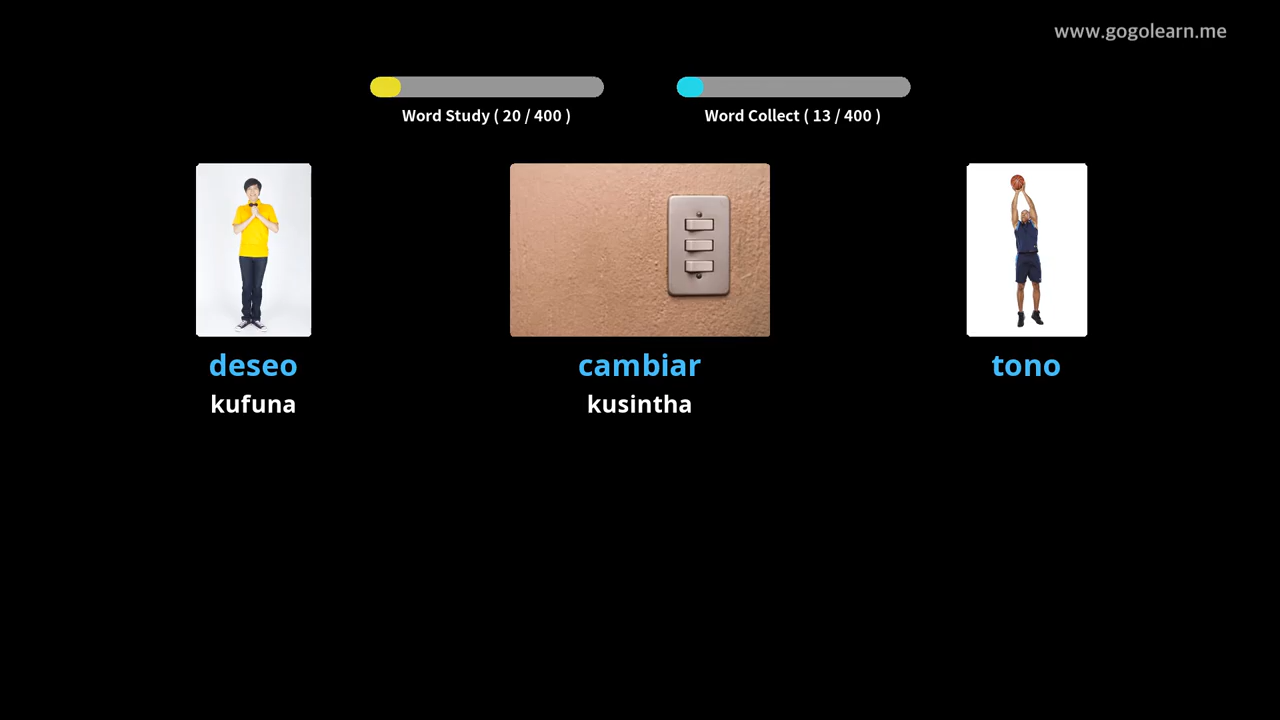 www.gogolearn.me
Word Study ( 20 / 400 )
Word Collect ( 13 / 400 )
deseo
cambiar
tono
kufuna
kusintha